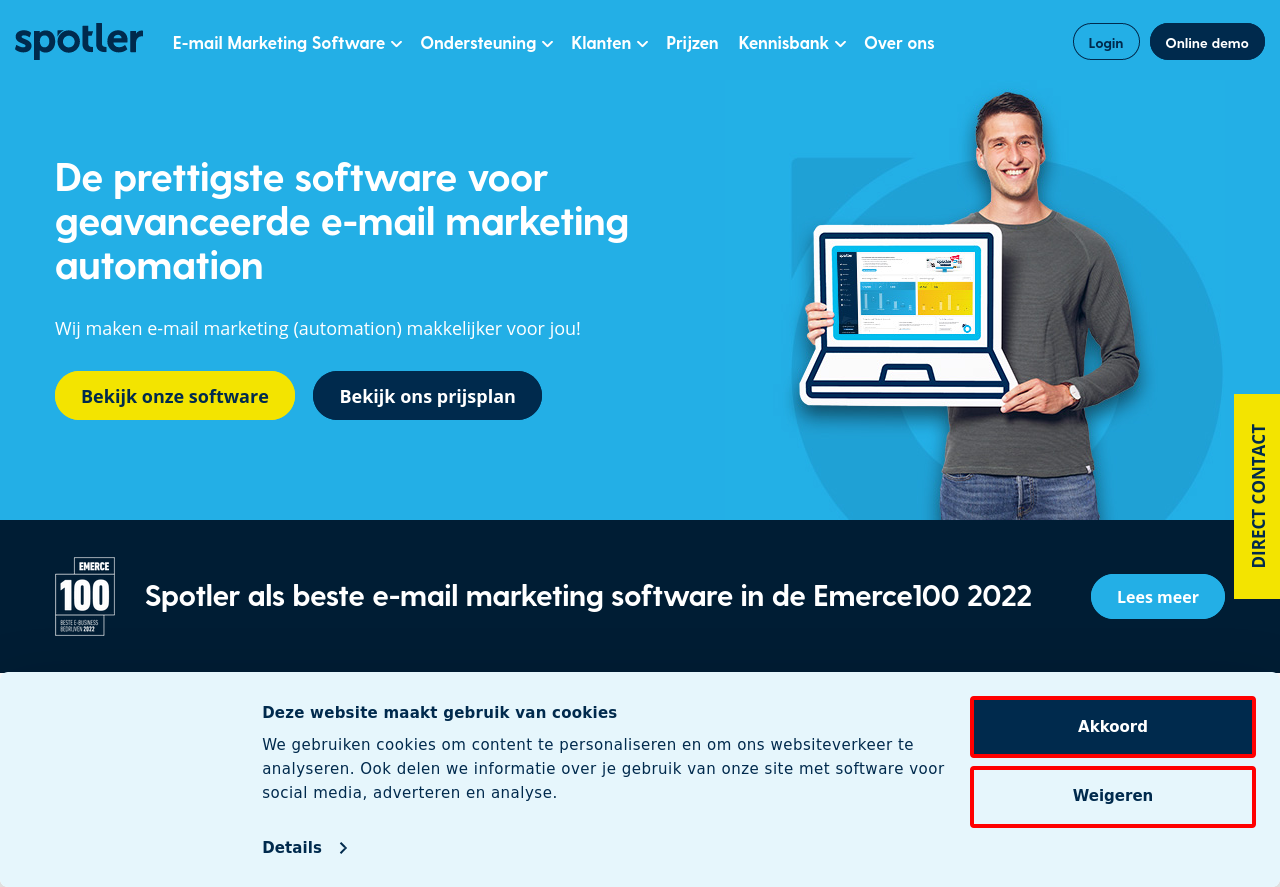 spotler
E-mail Marketing Software
Ondersteuning
Klanten
Prijzen
Kennisbank
Over ons
Login
Online demo
De prettigste software voor
geavanceerde e-mail marketing
automation
Wij maken e-mail marketing (automation) makkelijker voor jou!
Bekijk onze software
Bekijk ons prijsplan
DIRECT CONTACT
EMERCE
100
BESTE E-BUSINESS
BEDRIJVEN 2022
Spotler als beste e-mail marketing software in de Emerce100 2022
Lees meer
Deze website maakt gebruik van cookies
We gebruiken cookies om content te personaliseren en om ons websiteverkeer te
analyseren. Ook delen we informatie over je gebruik van onze site met software voor
social media, adverteren en analyse.
Details
Akkoord
Weigeren